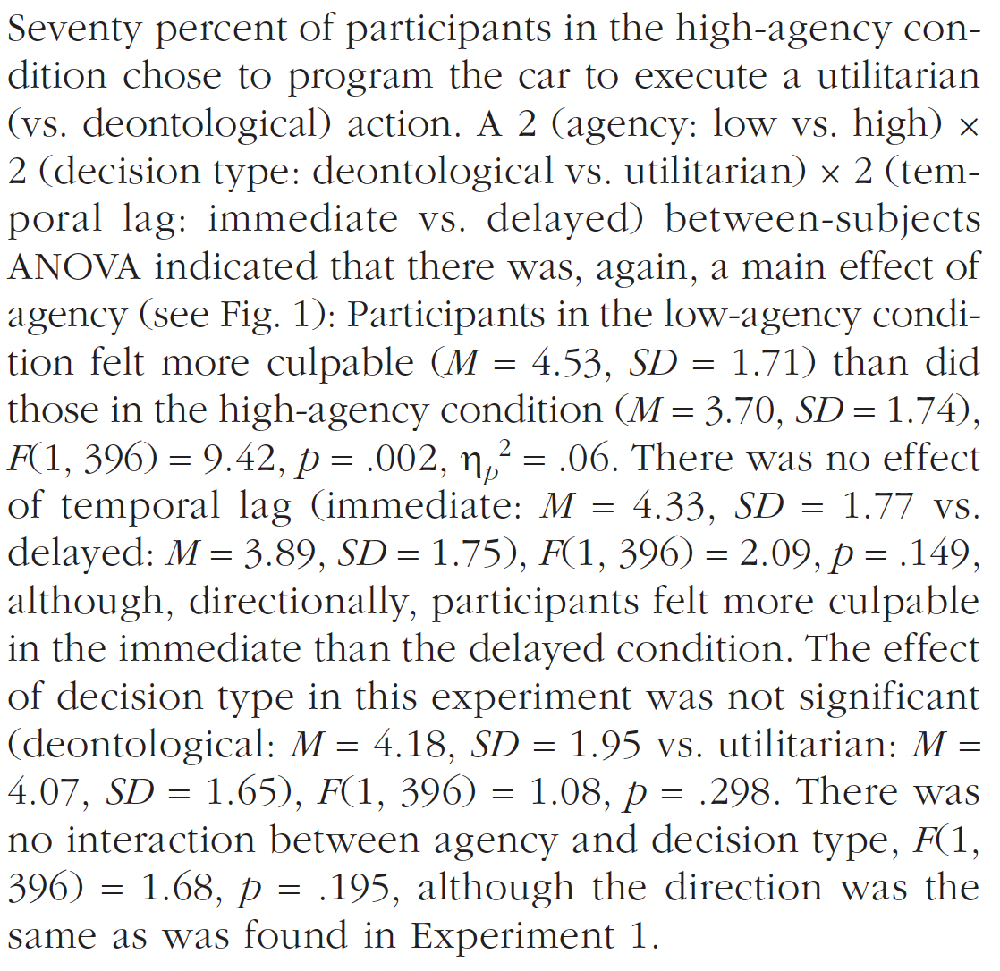 Seventy percent of participants in the high-agency con-
dition chose to program the car to execute a utilitarian
(vs. deontological) action. A 2 (agency: low vs. high) ×
2 (decision type: deontological vs. utilitarian) × 2 (tem-
poral lag: immediate vs. delayed) between-subjects
ANOVA indicated that there was, again, a main effect of
agency (see Fig. 1): Participants in the low-agency condi-
tion felt more culpable (M = 4.53, SD = 1.71) than did
those in the high-agency condition (M = 3.70, SD = 1.74),
F(1, 396) = 9.42, p = .002, ηp² = .06. There was no effect
of temporal lag (immediate: M = 4.33, SD = 1.77 vs.
delayed: M = 3.89, SD = 1.75), F(1, 396) = 2.09, p = .149,
although, directionally, participants felt more culpable
in the immediate than the delayed condition. The effect
of decision type in this experiment was not significant
(deontological: M = 4.18, SD = 1.95 vs. utilitarian: M =
4.07, SD = 1.65), F(1, 396) = 1.08, p = .298. There was
no interaction between agency and decision type, F(1,
396) = 1.68, p = .195, although the direction was the
same as was found in Experiment 1.